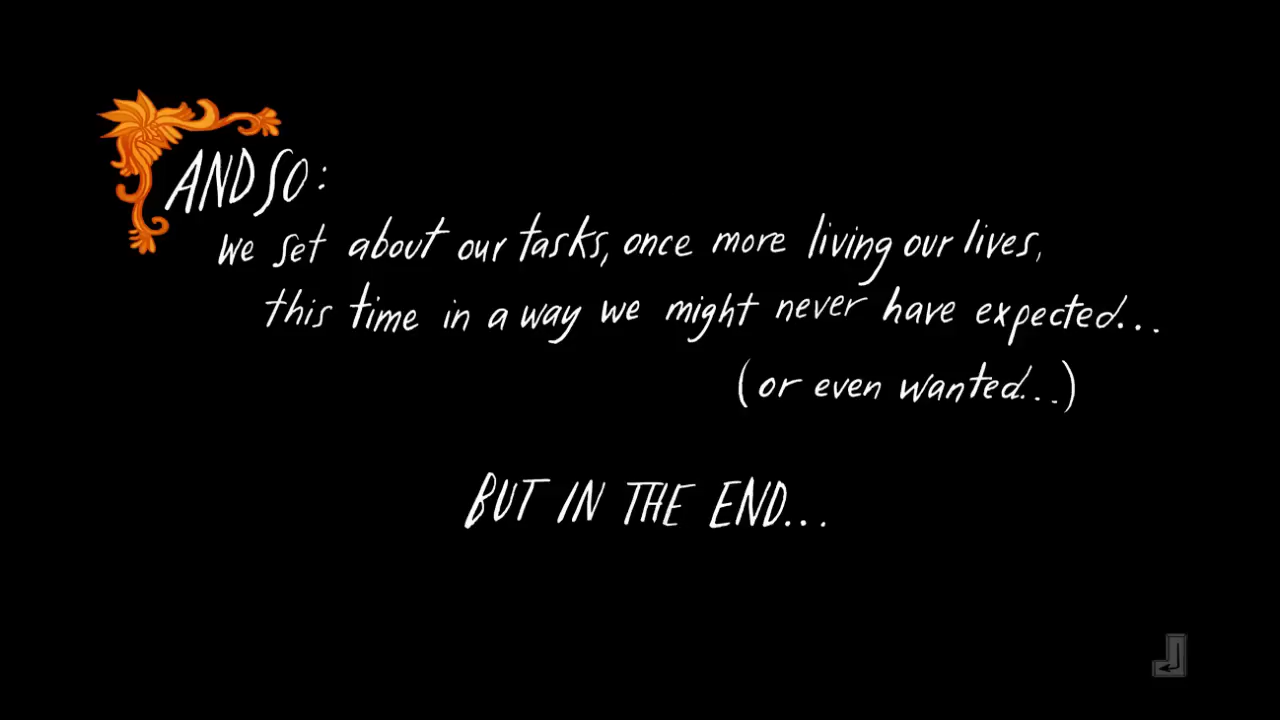 AND SO:
we set about our tasks, once more living our lives,
this time in a way we might never have expected...
(or even wanted...)
BUT IN THE END...